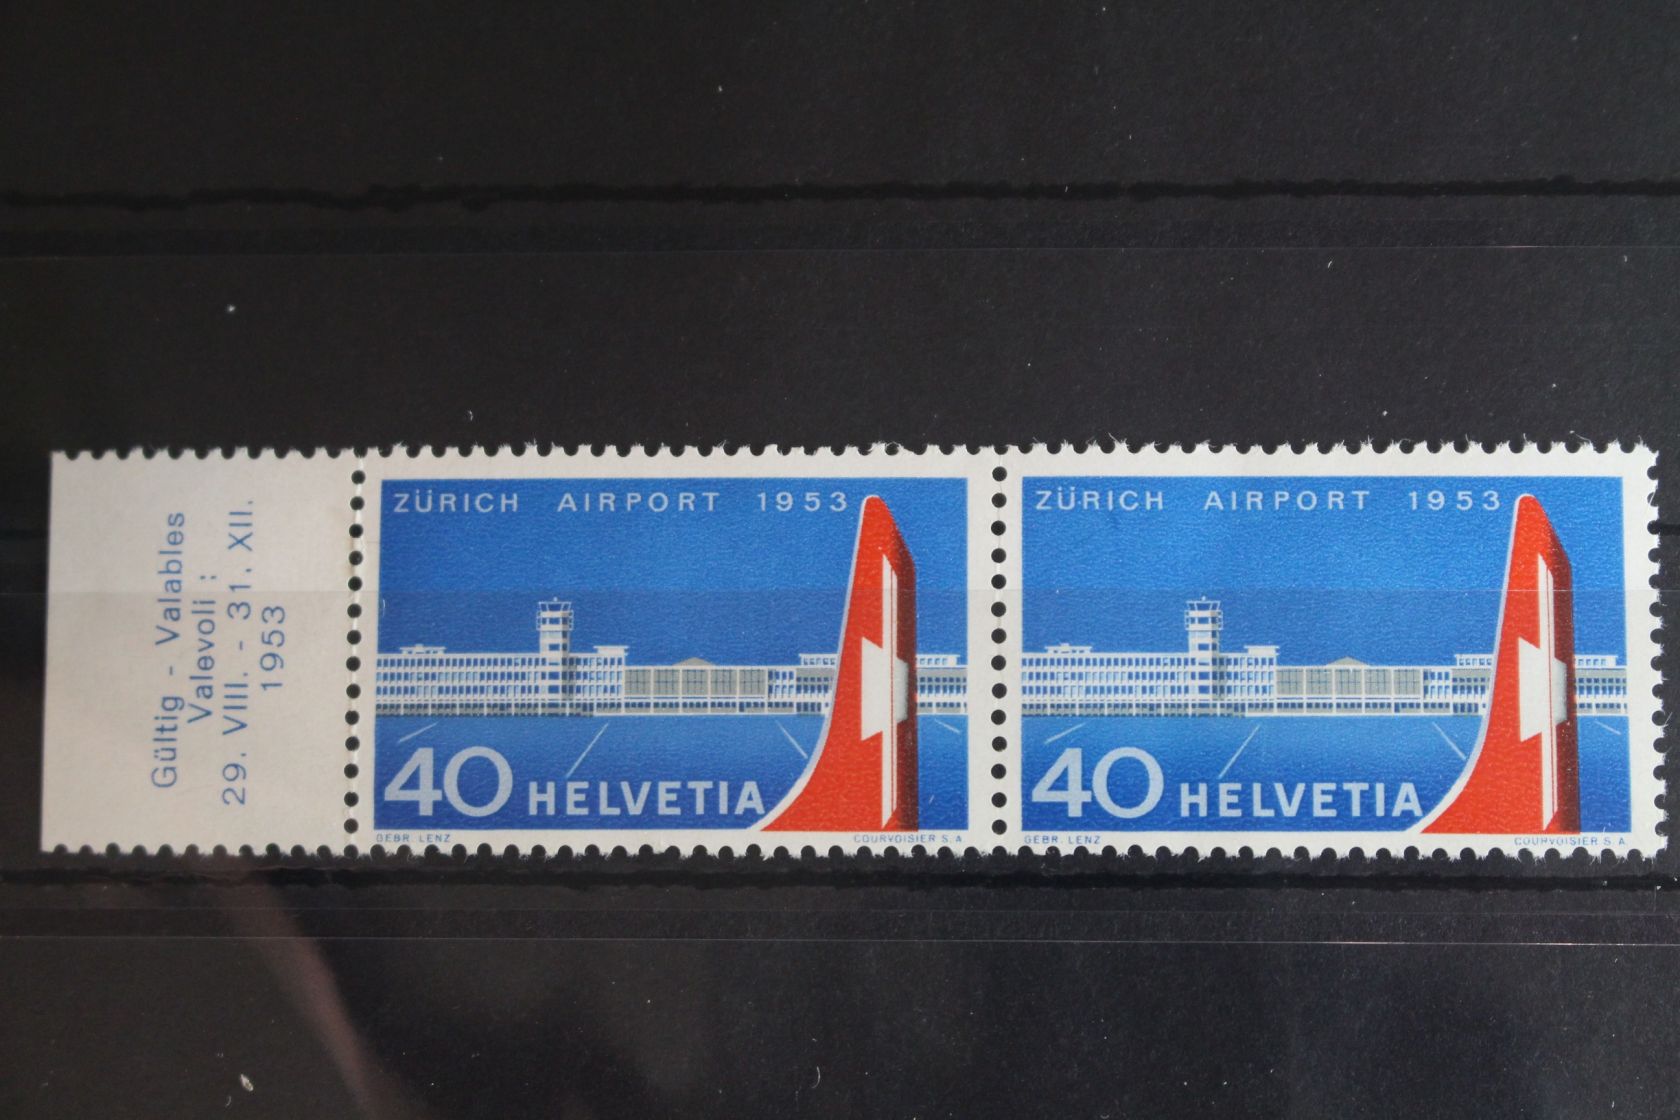 Gültig - Valables
Valevoli :
29. VIII. - 31. XII.
1953
ZÜRICH AIRPORT 1953
40 HELVETIA
GEBR. LENZ COURVOISIER S. A.
ZÜRICH AIRPORT 1953
40 HELVETIA
GEBR. LENZ COURVOISIER S. A.